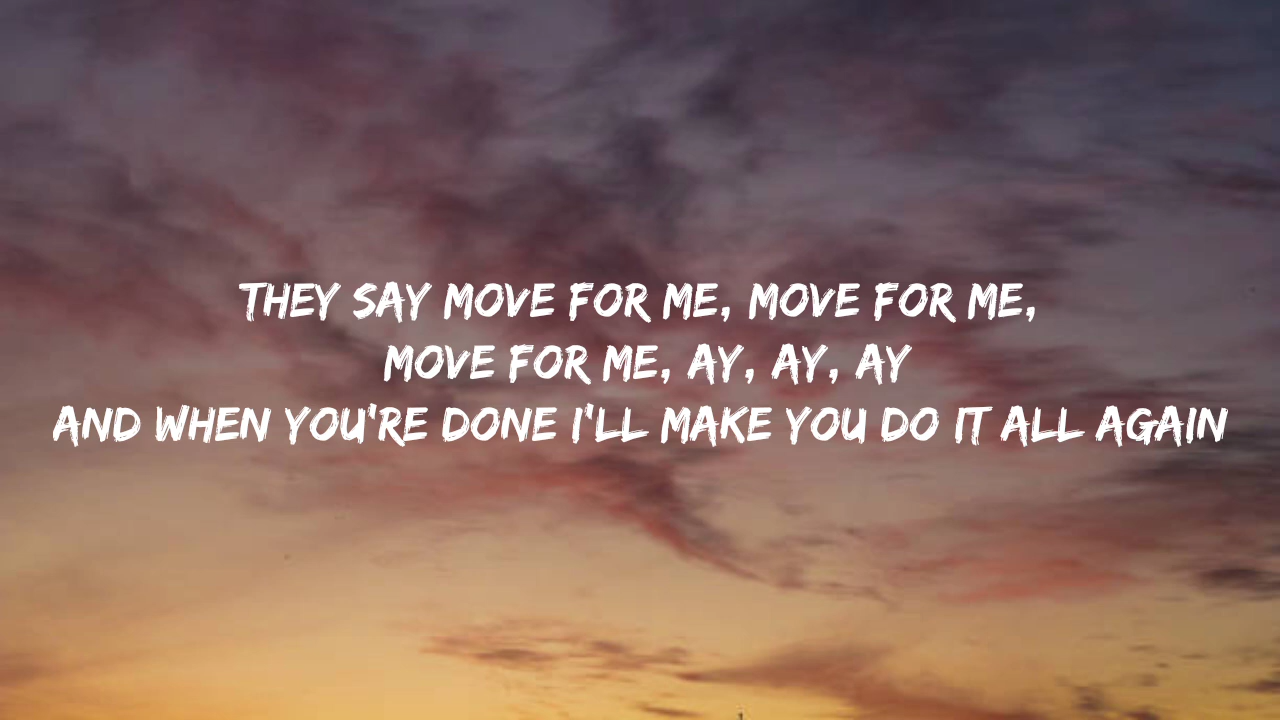 THEY SAY MOVE FOR ME, MOVE FOR ME,
MOVE FOR ME, AY, AY, AY
AND WHEN YOU'RE DONE I'LL MAKE YOU DO IT ALL AGAIN